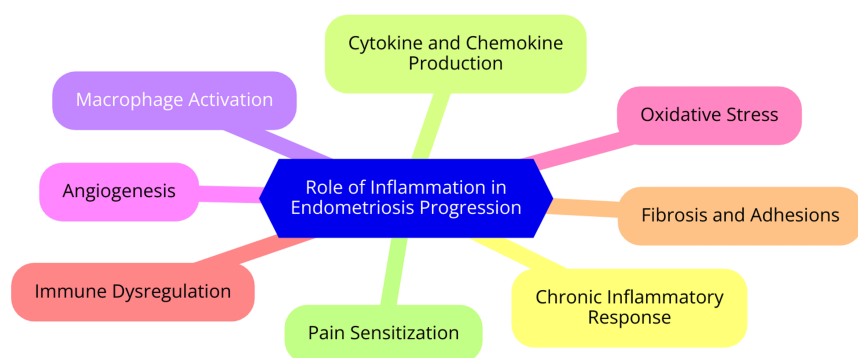 Cytokine and Chemokine
Production
Macrophage Activation
Oxidative Stress
Angiogenesis
Role of Inflammation in
Endometriosis Progression
Fibrosis and Adhesions
Immune Dysregulation
Chronic Inflammatory
Response
Pain Sensitization